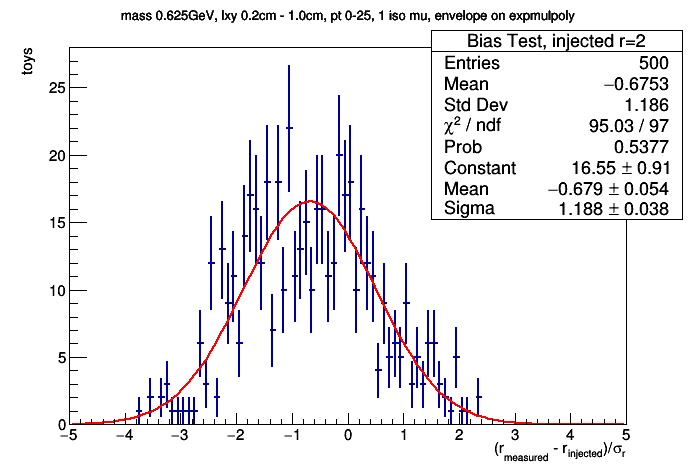 mass 0.625GeV, lxy 0.2cm - 1.0cm, pt 0-25, 1 iso mu, envelope on expmulpoly
toys
Bias Test, injected r=2
Entries 500
Mean −0.6753
Std Dev 1.186
χ² / ndf 95.03 / 97
Prob 0.5377
Constant 16.55 ± 0.91
Mean −0.679 ± 0.054
Sigma 1.188 ± 0.038
25
20
15
10
5
0
−5 −4 −3 −2 −1 0 1 2 3 4 5
(r_measured - r_injected)/σ_r